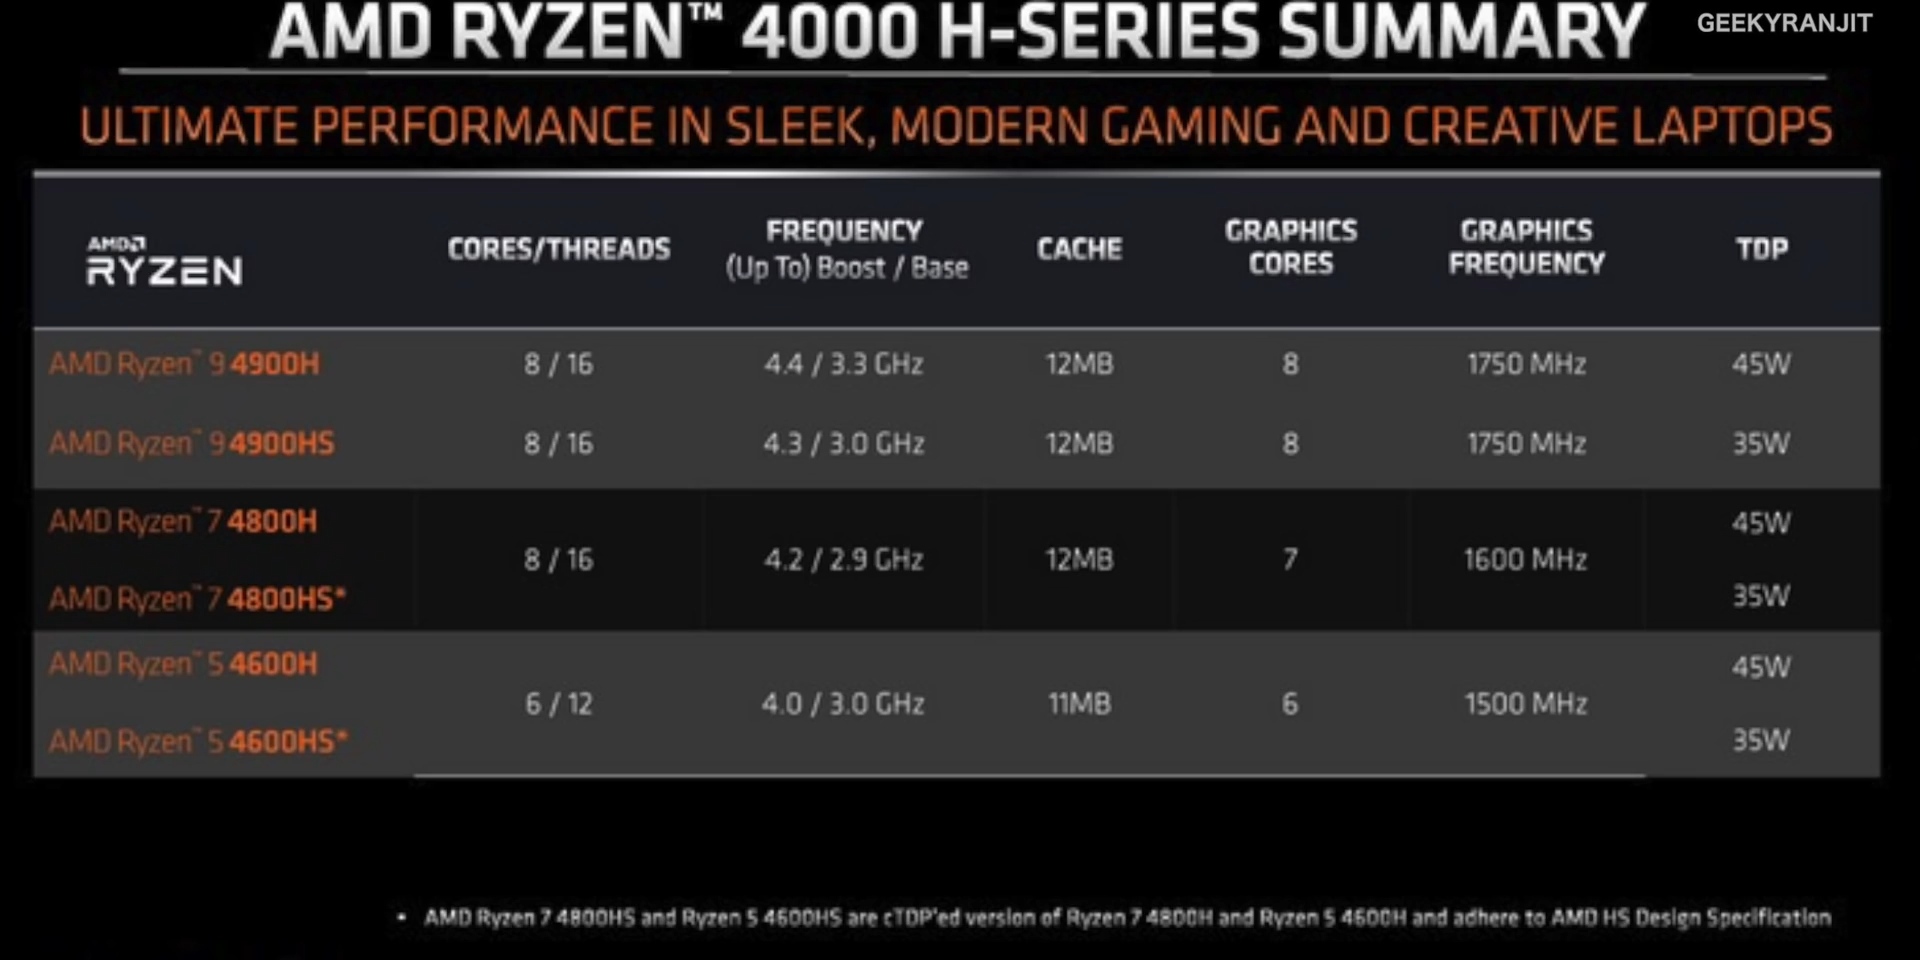 AMD RYZEN™ 4000 H-SERIES SUMMARY
GEEKYRANJIT
ULTIMATE PERFORMANCE IN SLEEK, MODERN GAMING AND CREATIVE LAPTOPS
AMD RYZEN CORES/THREADS FREQUENCY (Up To) Boost / Base CACHE GRAPHICS CORES GRAPHICS FREQUENCY TDP
AMD Ryzen™ 9 4900H 8 / 16 4.4 / 3.3 GHz 12MB 8 1750 MHz 45W
AMD Ryzen™ 9 4900HS 8 / 16 4.3 / 3.0 GHz 12MB 8 1750 MHz 35W
AMD Ryzen™ 7 4800H 45W
8 / 16 4.2 / 2.9 GHz 12MB 7 1600 MHz
AMD Ryzen™ 7 4800HS* 35W
AMD Ryzen™ 5 4600H 45W
6 / 12 4.0 / 3.0 GHz 11MB 6 1500 MHz
AMD Ryzen™ 5 4600HS* 35W
• AMD Ryzen 7 4800HS and Ryzen 5 4600HS are cTDP'ed version of Ryzen 7 4800H and Ryzen 5 4600H and adhere to AMD HS Design Specification